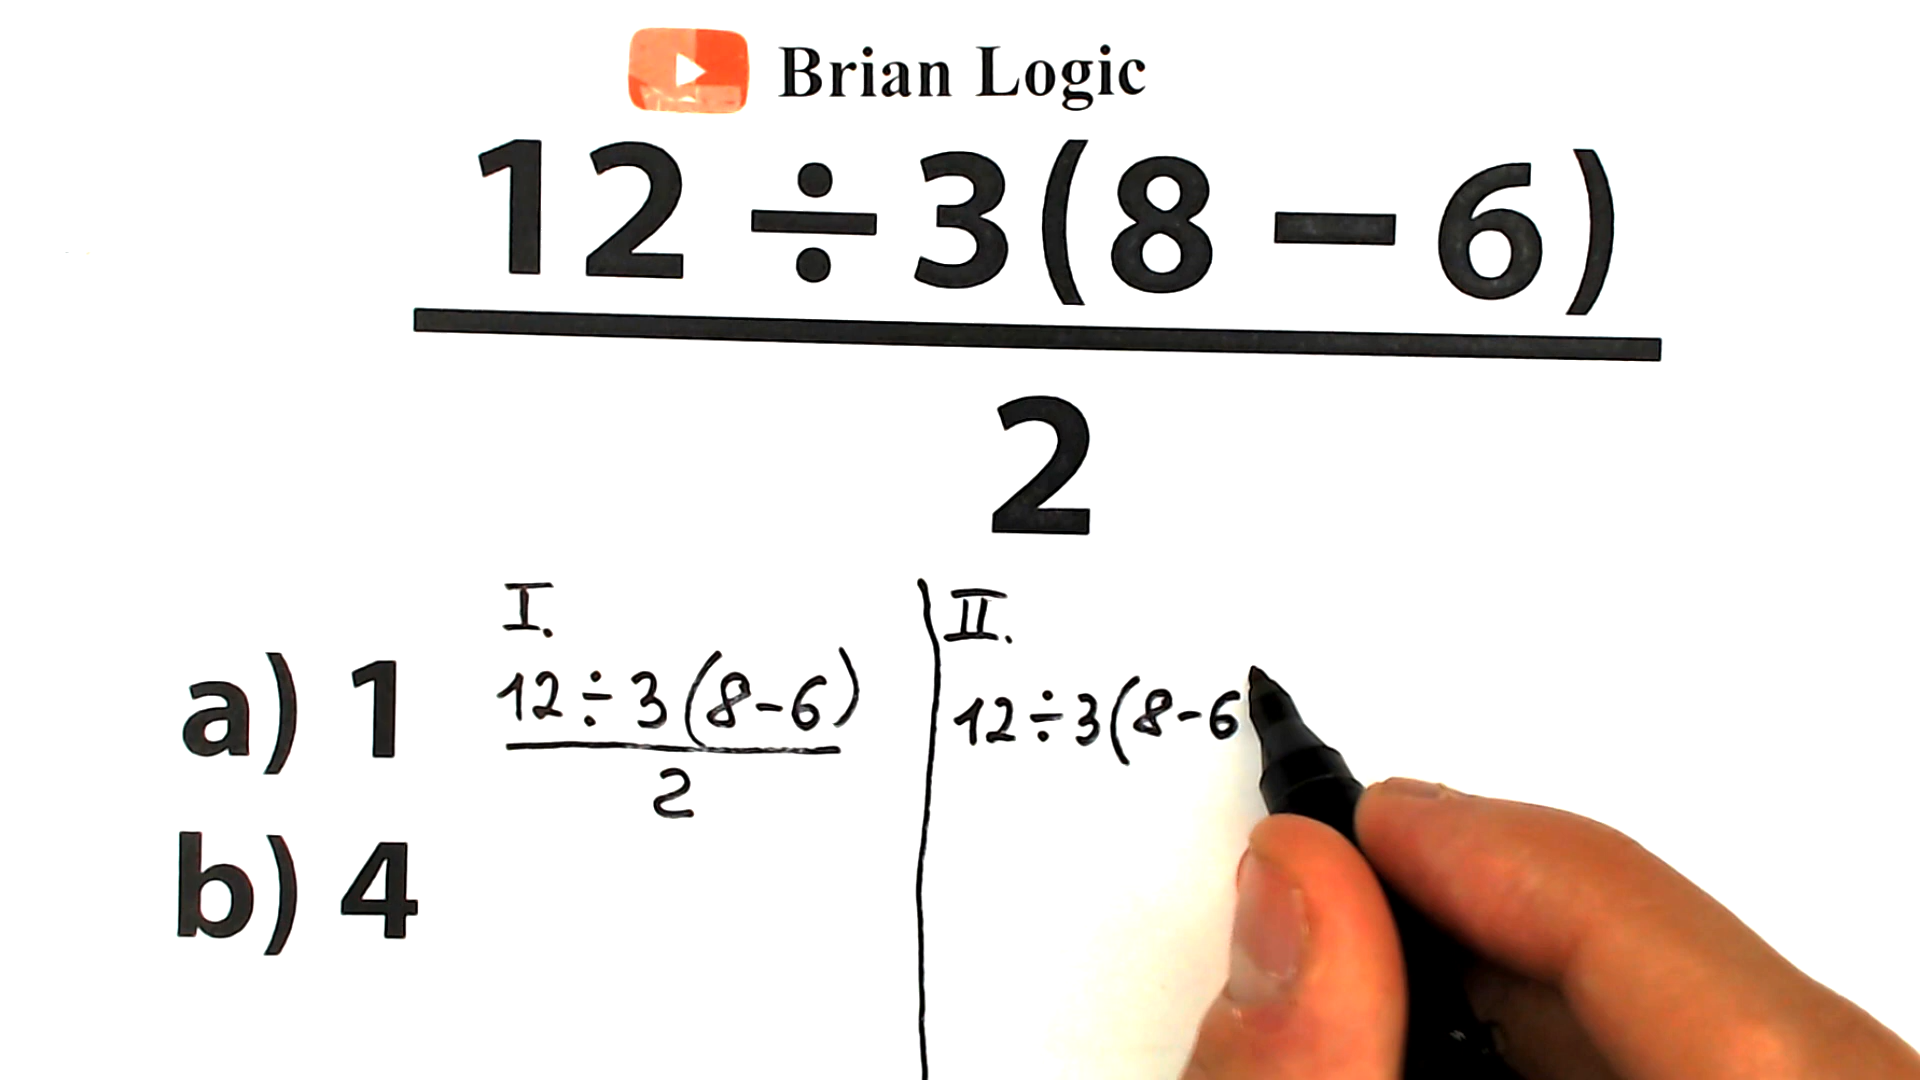 Brian Logic
12 ÷ 3(8 − 6)
2
I.
II.
a) 1
12 ÷ 3(8-6)
2
12 ÷ 3(8-6
b) 4